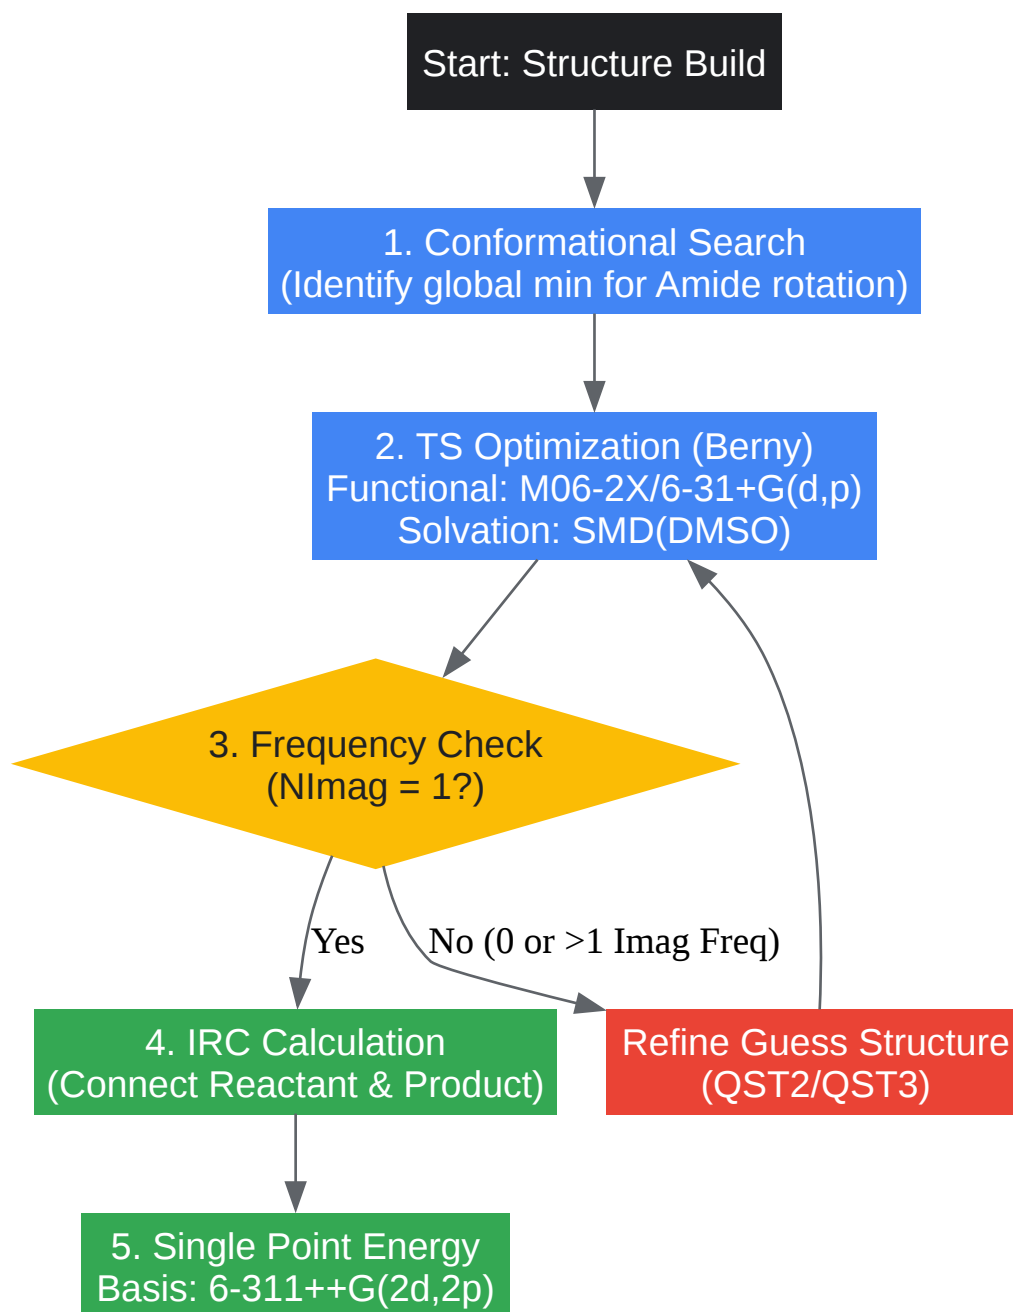 Start: Structure Build
1. Conformational Search
(Identify global min for Amide rotation)
2. TS Optimization (Berny)
Functional: M06-2X/6-31+G(d,p)
Solvation: SMD(DMSO)
3. Frequency Check
(NImag = 1?)
Yes
No (0 or >1 Imag Freq)
4. IRC Calculation
(Connect Reactant & Product)
Refine Guess Structure
(QST2/QST3)
5. Single Point Energy
Basis: 6-311++G(2d,2p)